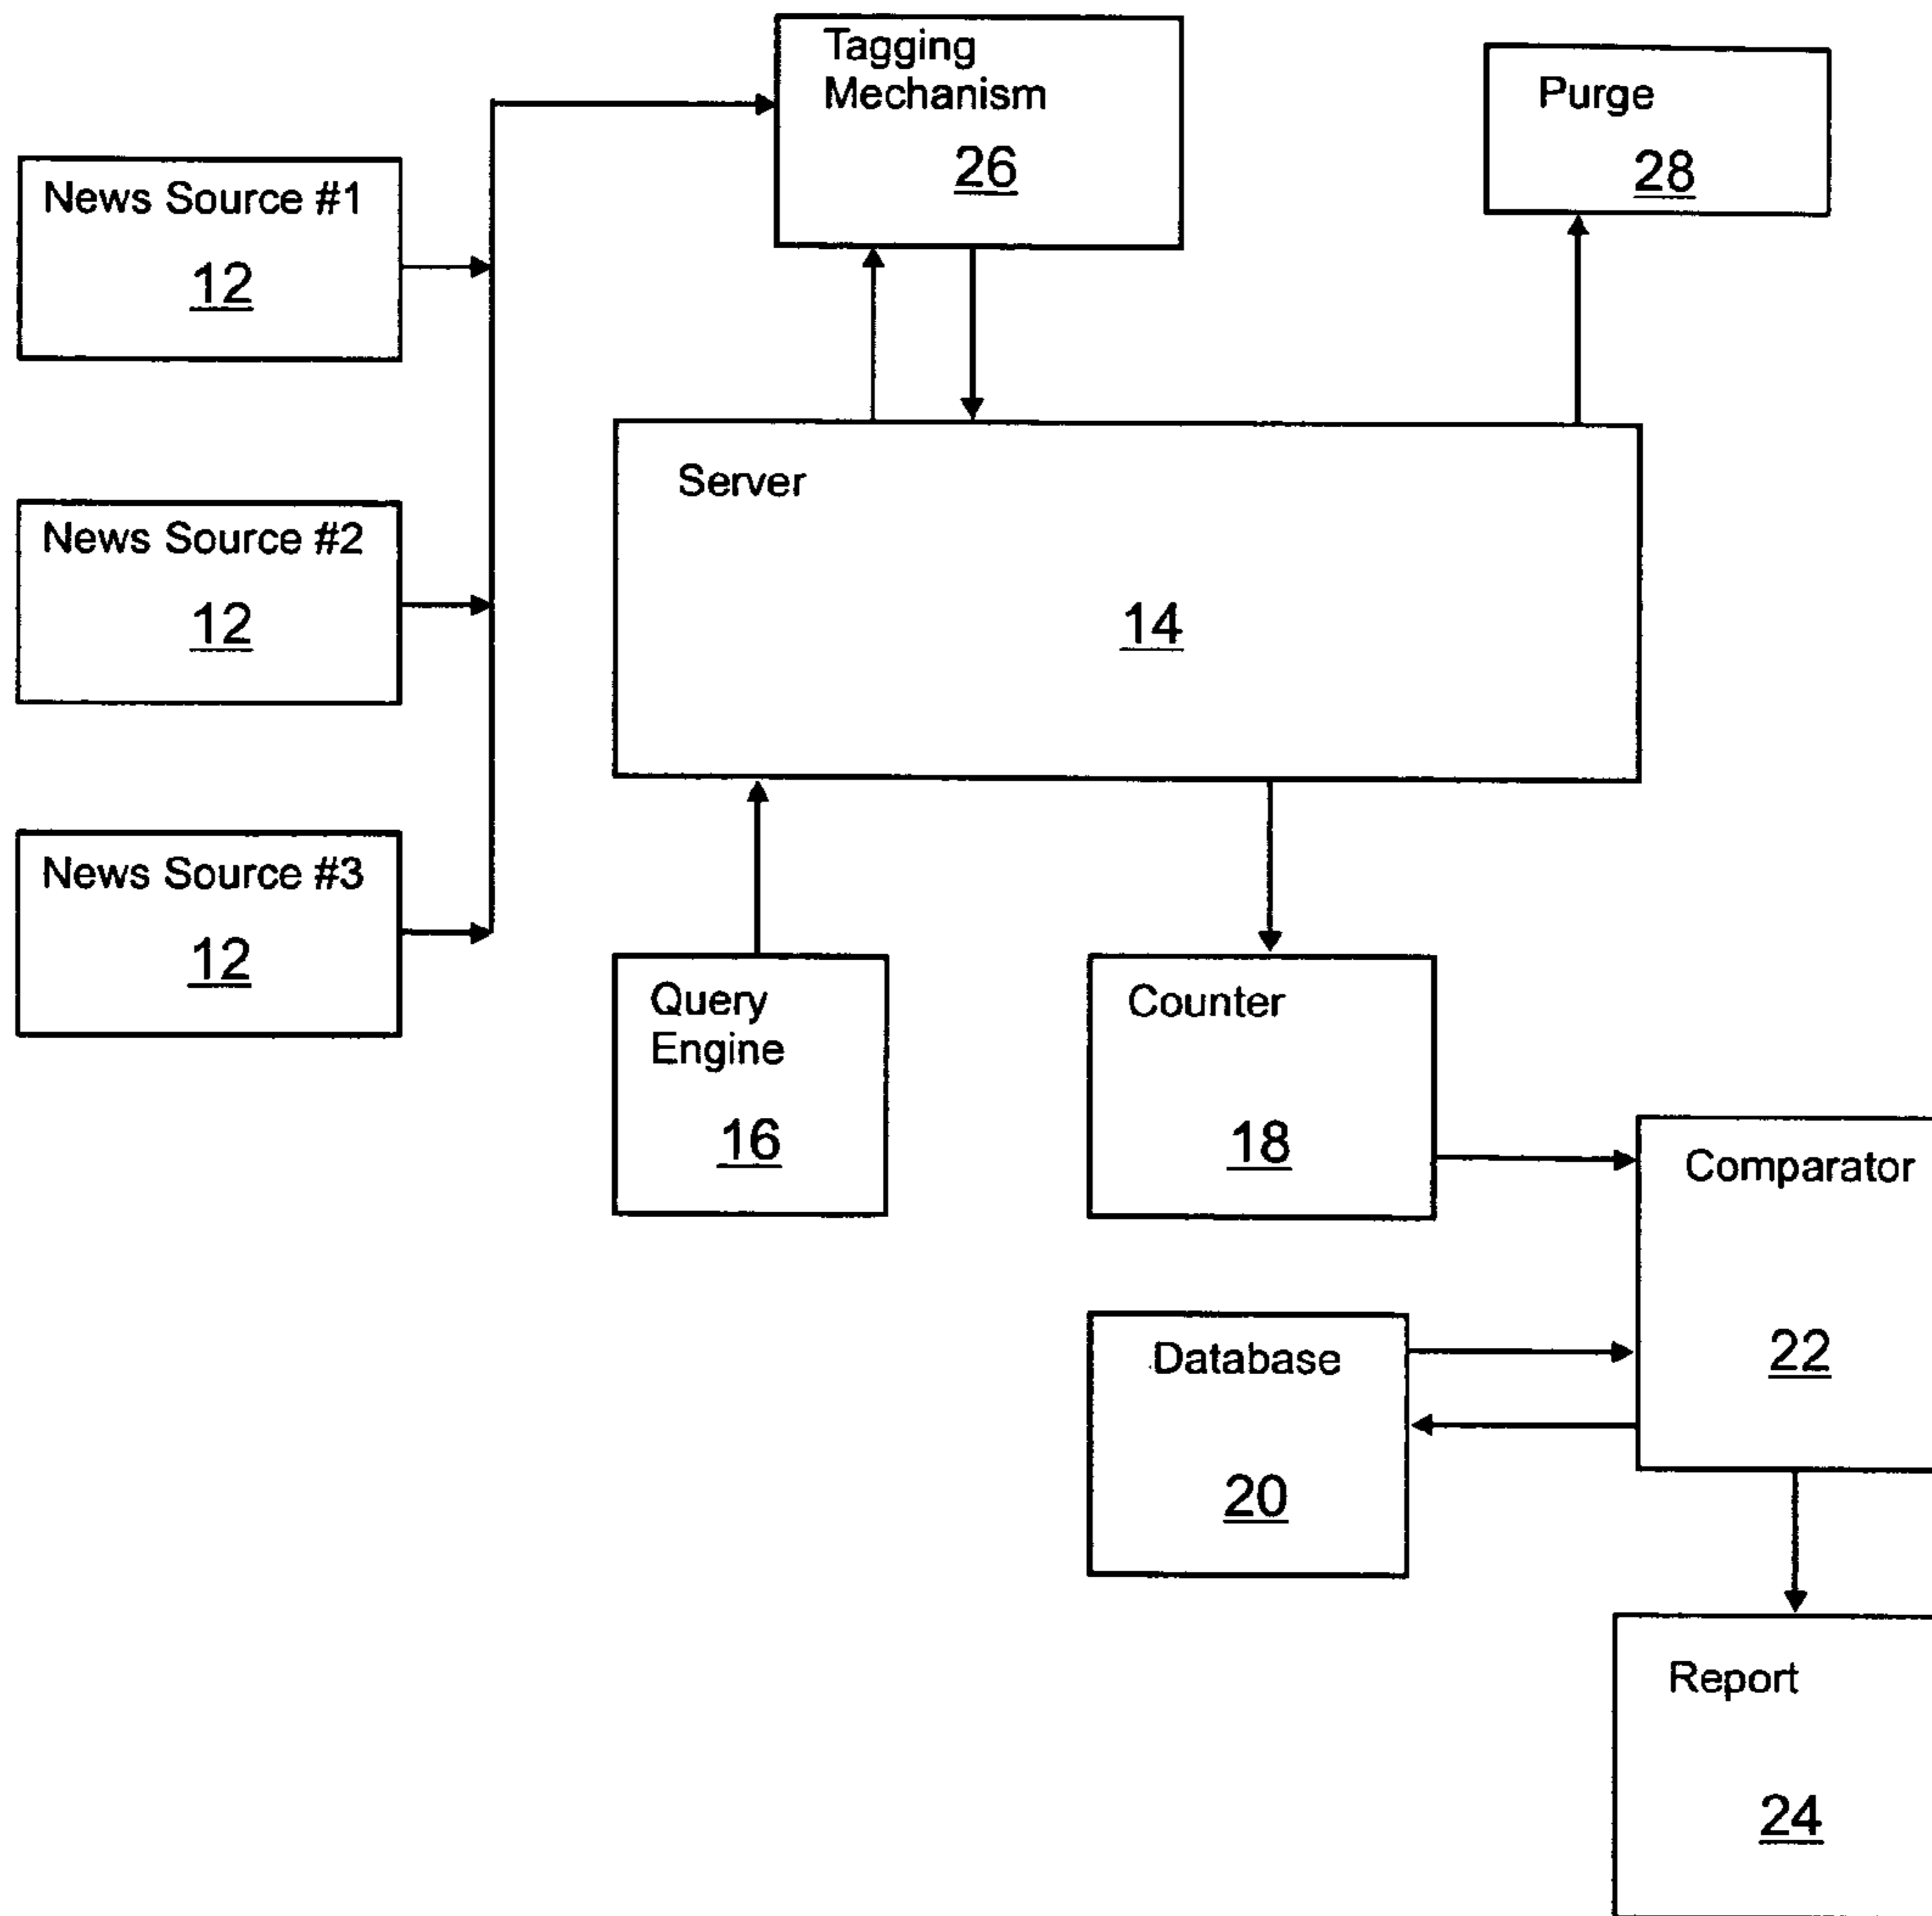 Tagging
Mechanism
26
Purge
28
News Source #1
12
Server
14
News Source #2
12
News Source #3
12
Query
Engine
16
Counter
18
Comparator
22
Database
20
Report
24